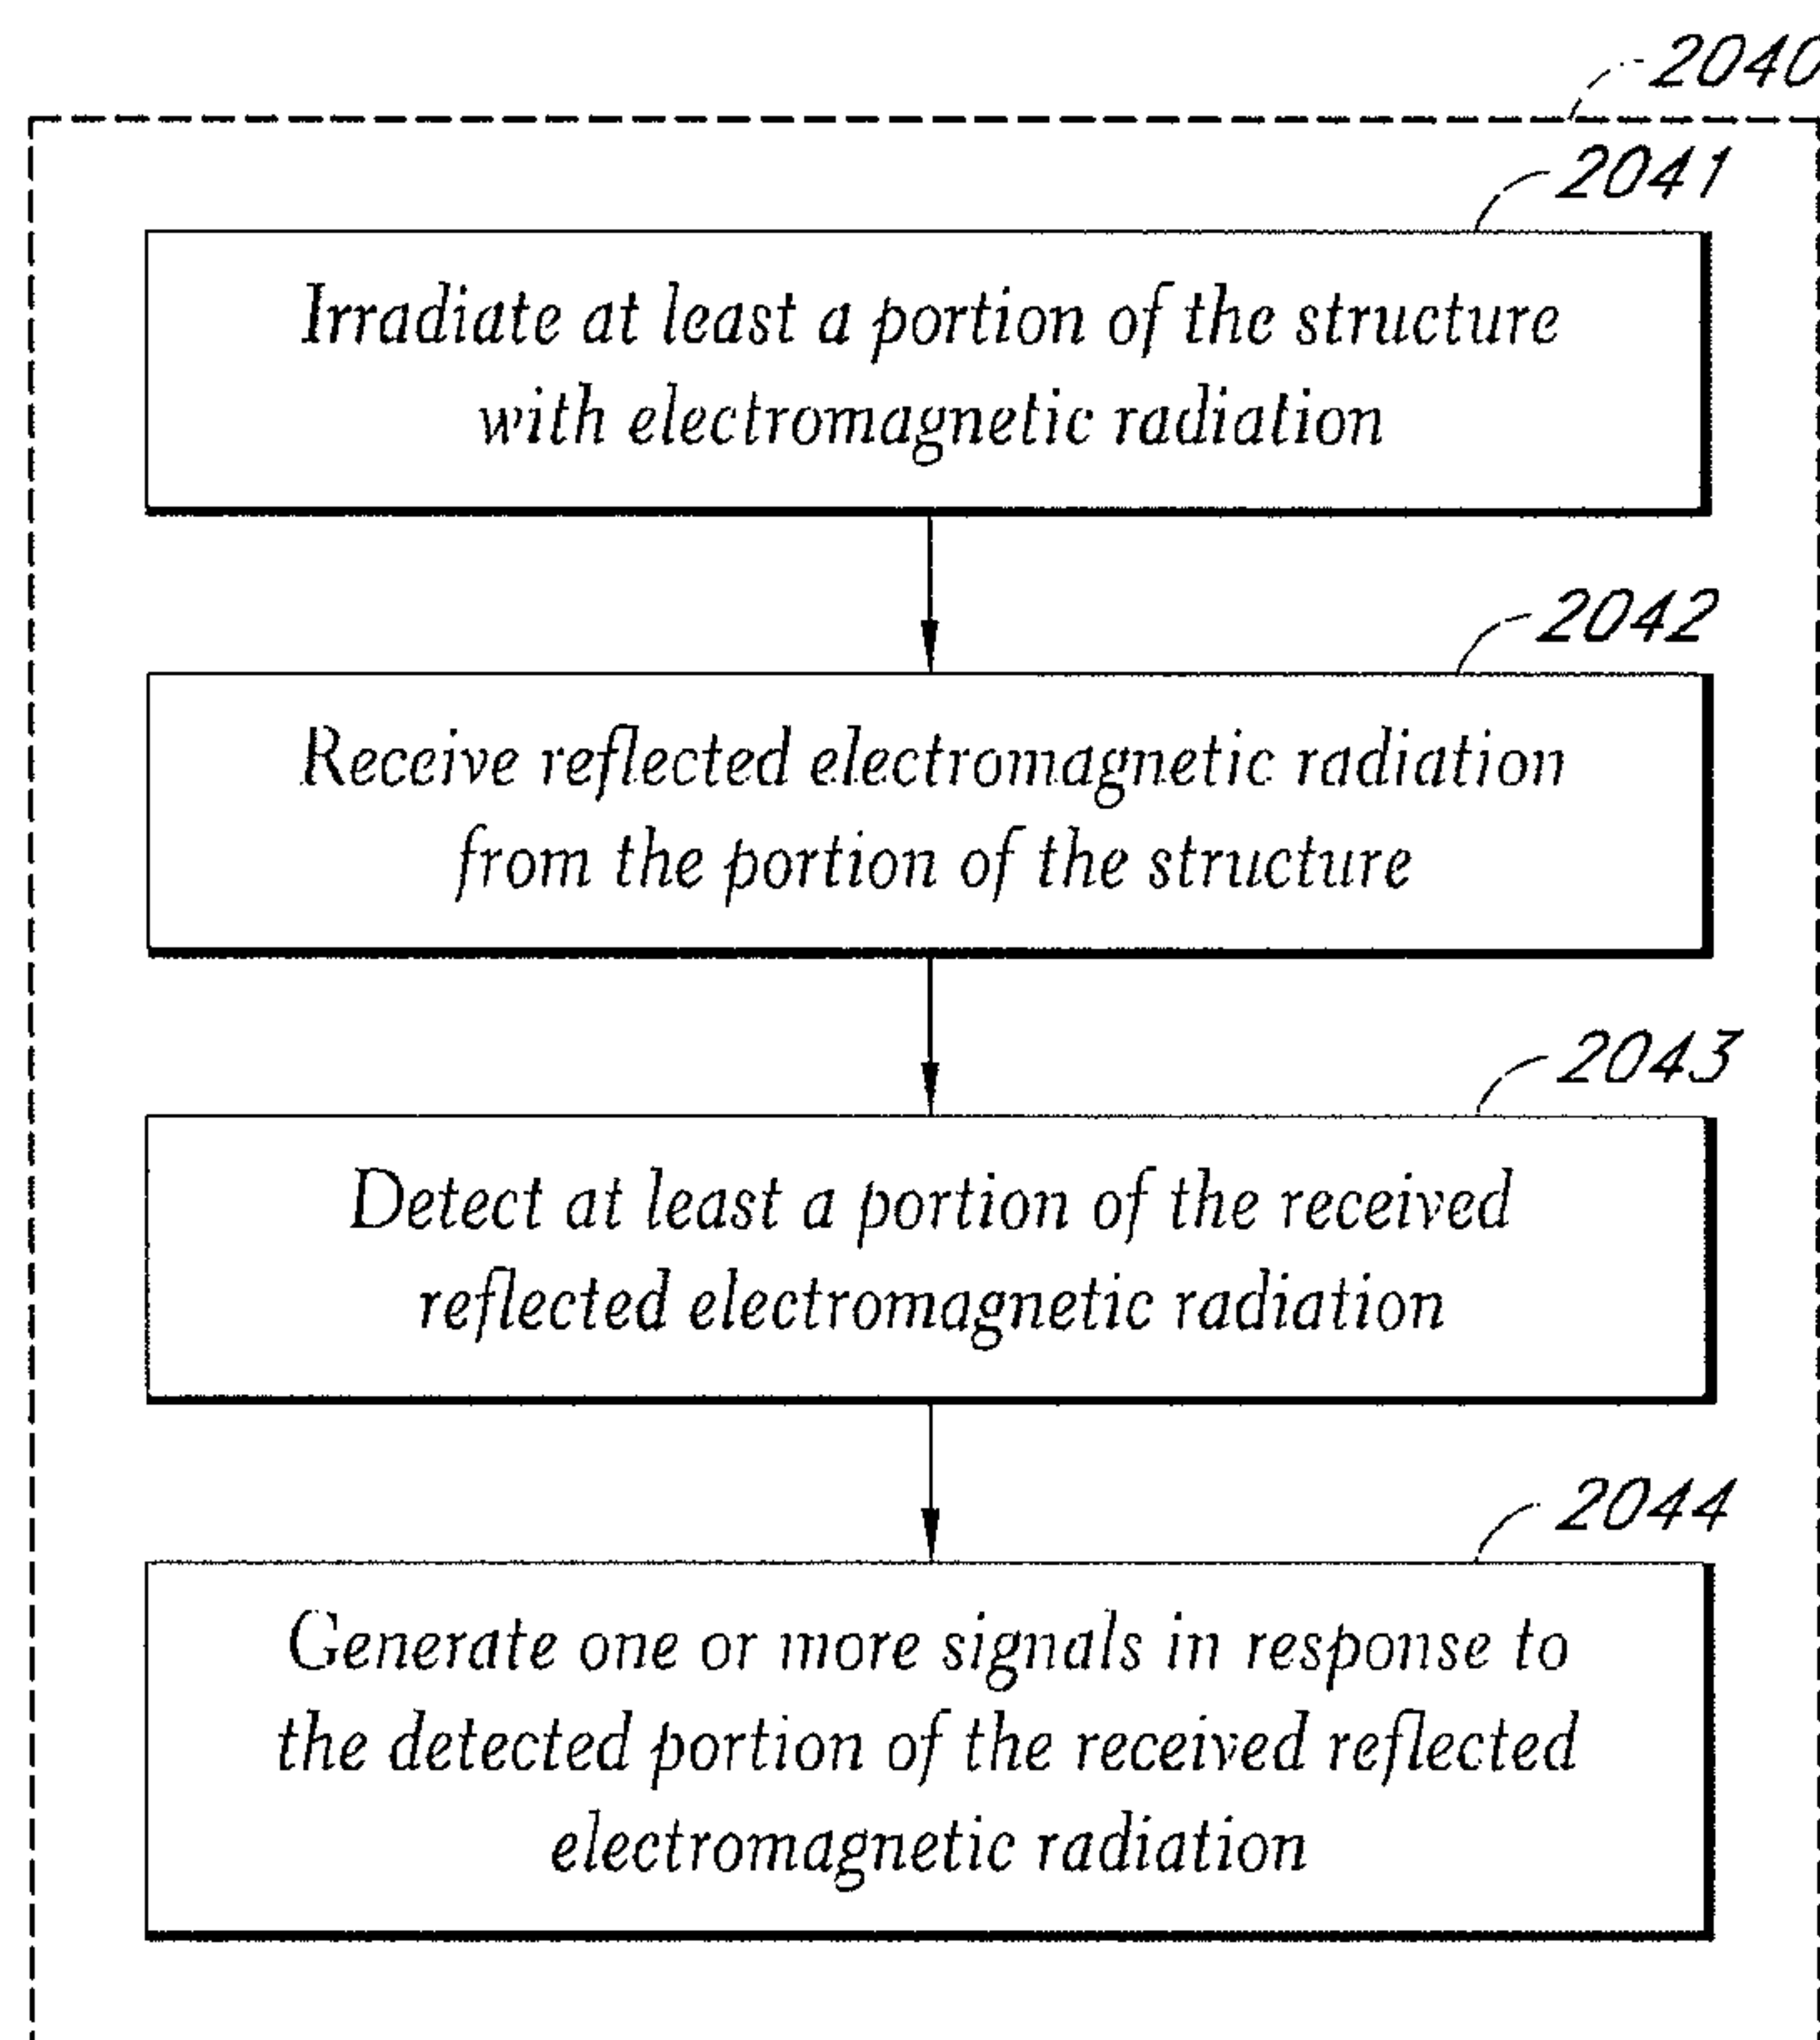 2040
2041
Irradiate at least a portion of the structure
with electromagnetic radiation
2042
Receive reflected electromagnetic radiation
from the portion of the structure
2043
Detect at least a portion of the received
reflected electromagnetic radiation
2044
Generate one or more signals in response to
the detected portion of the received reflected
electromagnetic radiation